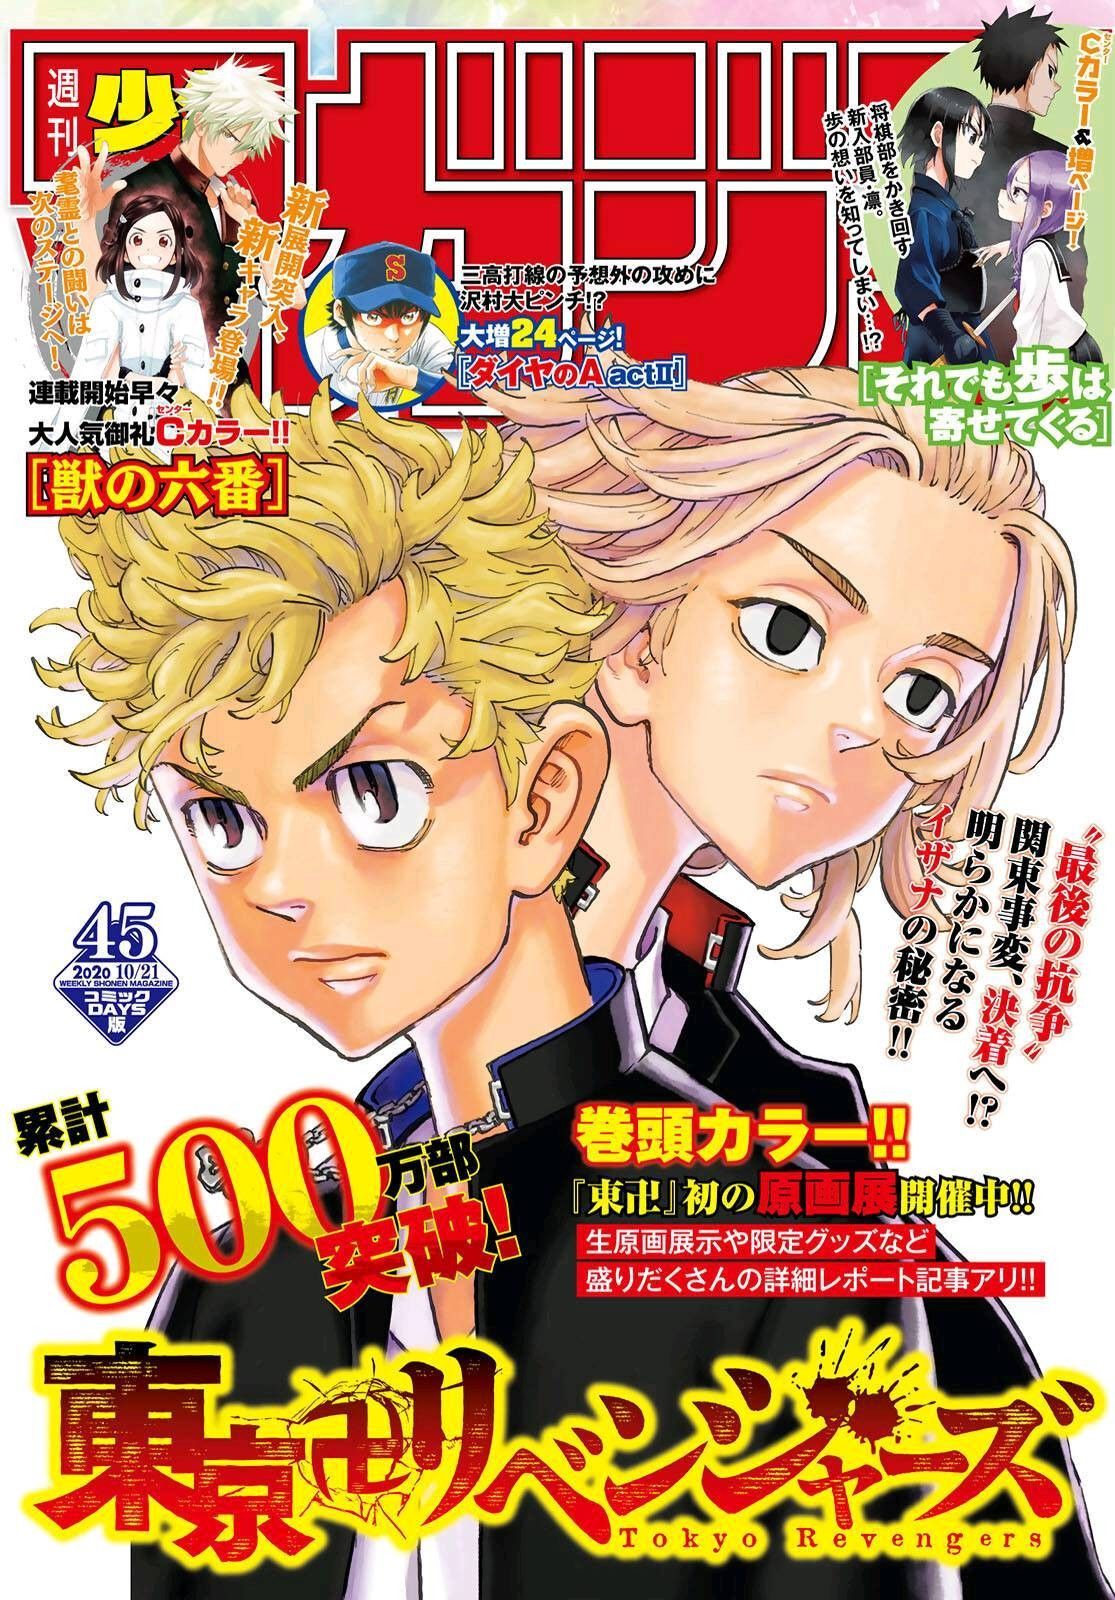 週刊
少
マガジン
新展開突入、
新キャラ登場!!
耄霊との闘いは
次のステージへ!
連載開始早々
大人気御礼Cカラー!!
センター
[獣の六番]
S
三高打線の予想外の攻めに
沢村大ピンチ!?
大増24ページ!
[ダイヤのA actⅡ]
Cカラー&増ページ!
センター
将棋部をかき回す
新入部員・凛。
歩の想いを知ってしまい…!?
[それでも歩は
寄せてくる]
“最後の抗争”
関東事変、決着へ!?
明らかになる
イザナの秘密!!
45
2020 10/21
WEEKLY SHONEN MAGAZINE
コミック
DAYS
版
累計
500万部
突破!
巻頭カラー!!
『東卍』初の原画展開催中!!
生原画展示や限定グッズなど
盛りだくさんの詳細レポート記事アリ!!
東京卍リベンジャーズ
Tokyo Revengers